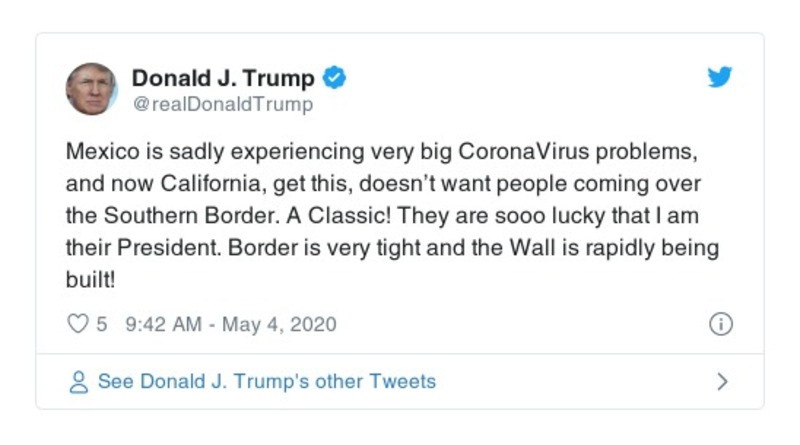 Donald J. Trump
@realDonaldTrump
Mexico is sadly experiencing very big CoronaVirus problems,
and now California, get this, doesn’t want people coming over
the Southern Border. A Classic! They are sooo lucky that I am
their President. Border is very tight and the Wall is rapidly being
built!
5 9:42 AM - May 4, 2020
See Donald J. Trump's other Tweets